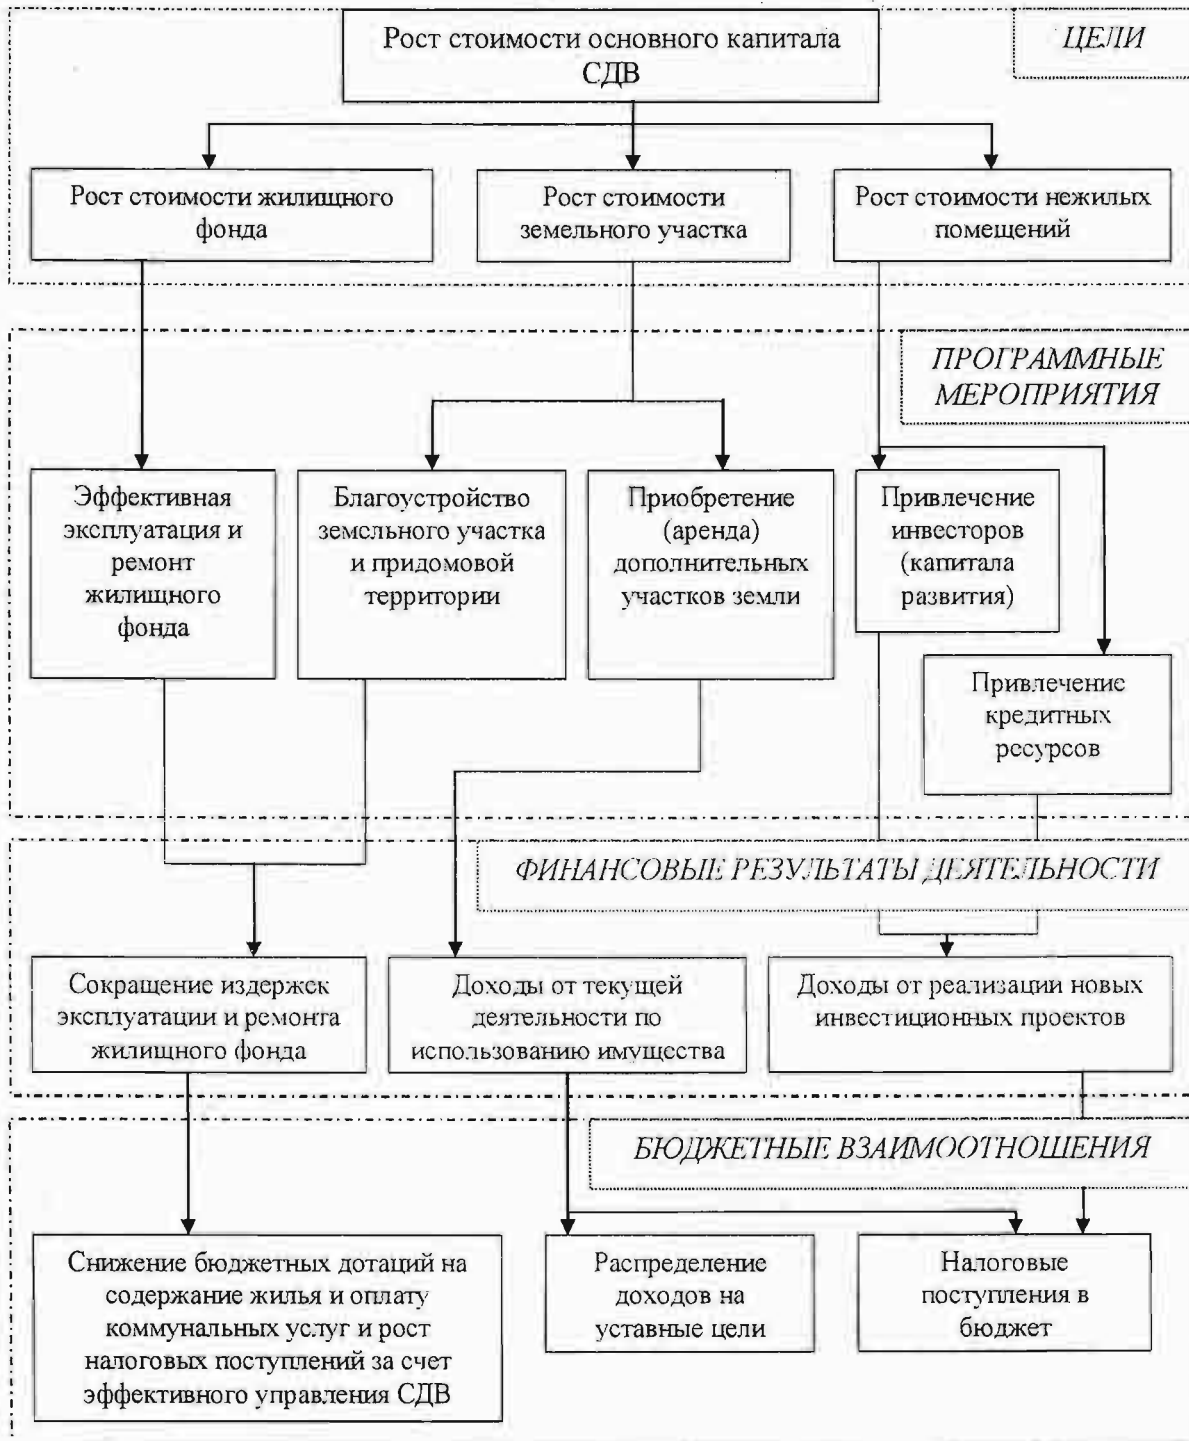 Рост стоимости основного капитала
СДВ
ЦЕЛИ
Рост стоимости жилищного
фонда
Рост стоимости
земельного участка
Рост стоимости нежилых
помещений
ПРОГРАММНЫЕ
МЕРОПРИЯТИЯ
Эффективная
эксплуатация и
ремонт
жилищного
фонда
Благоустройство
земельного участка
и придомовой
территории
Приобретение
(аренда)
дополнительных
участков земли
Привлечение
инвесторов
(капитала
развития)
Привлечение
кредитных
ресурсов
ФИНАНСОВЫЕ РЕЗУЛЬТАТЫ ДЕЯТЕЛЬНОСТИ
Сокращение издержек
эксплуатации и ремонта
жилищного фонда
Доходы от текущей
деятельности по
использованию имущества
Доходы от реализации новых
инвестиционных проектов
БЮДЖЕТНЫЕ ВЗАИМООТНОШЕНИЯ
Снижение бюджетных дотаций на
содержание жилья и оплату
коммунальных услуг и рост
налоговых поступлений за счет
эффективного управления СДВ
Распределение
доходов на
уставные цели
Налоговые
поступления в
бюджет